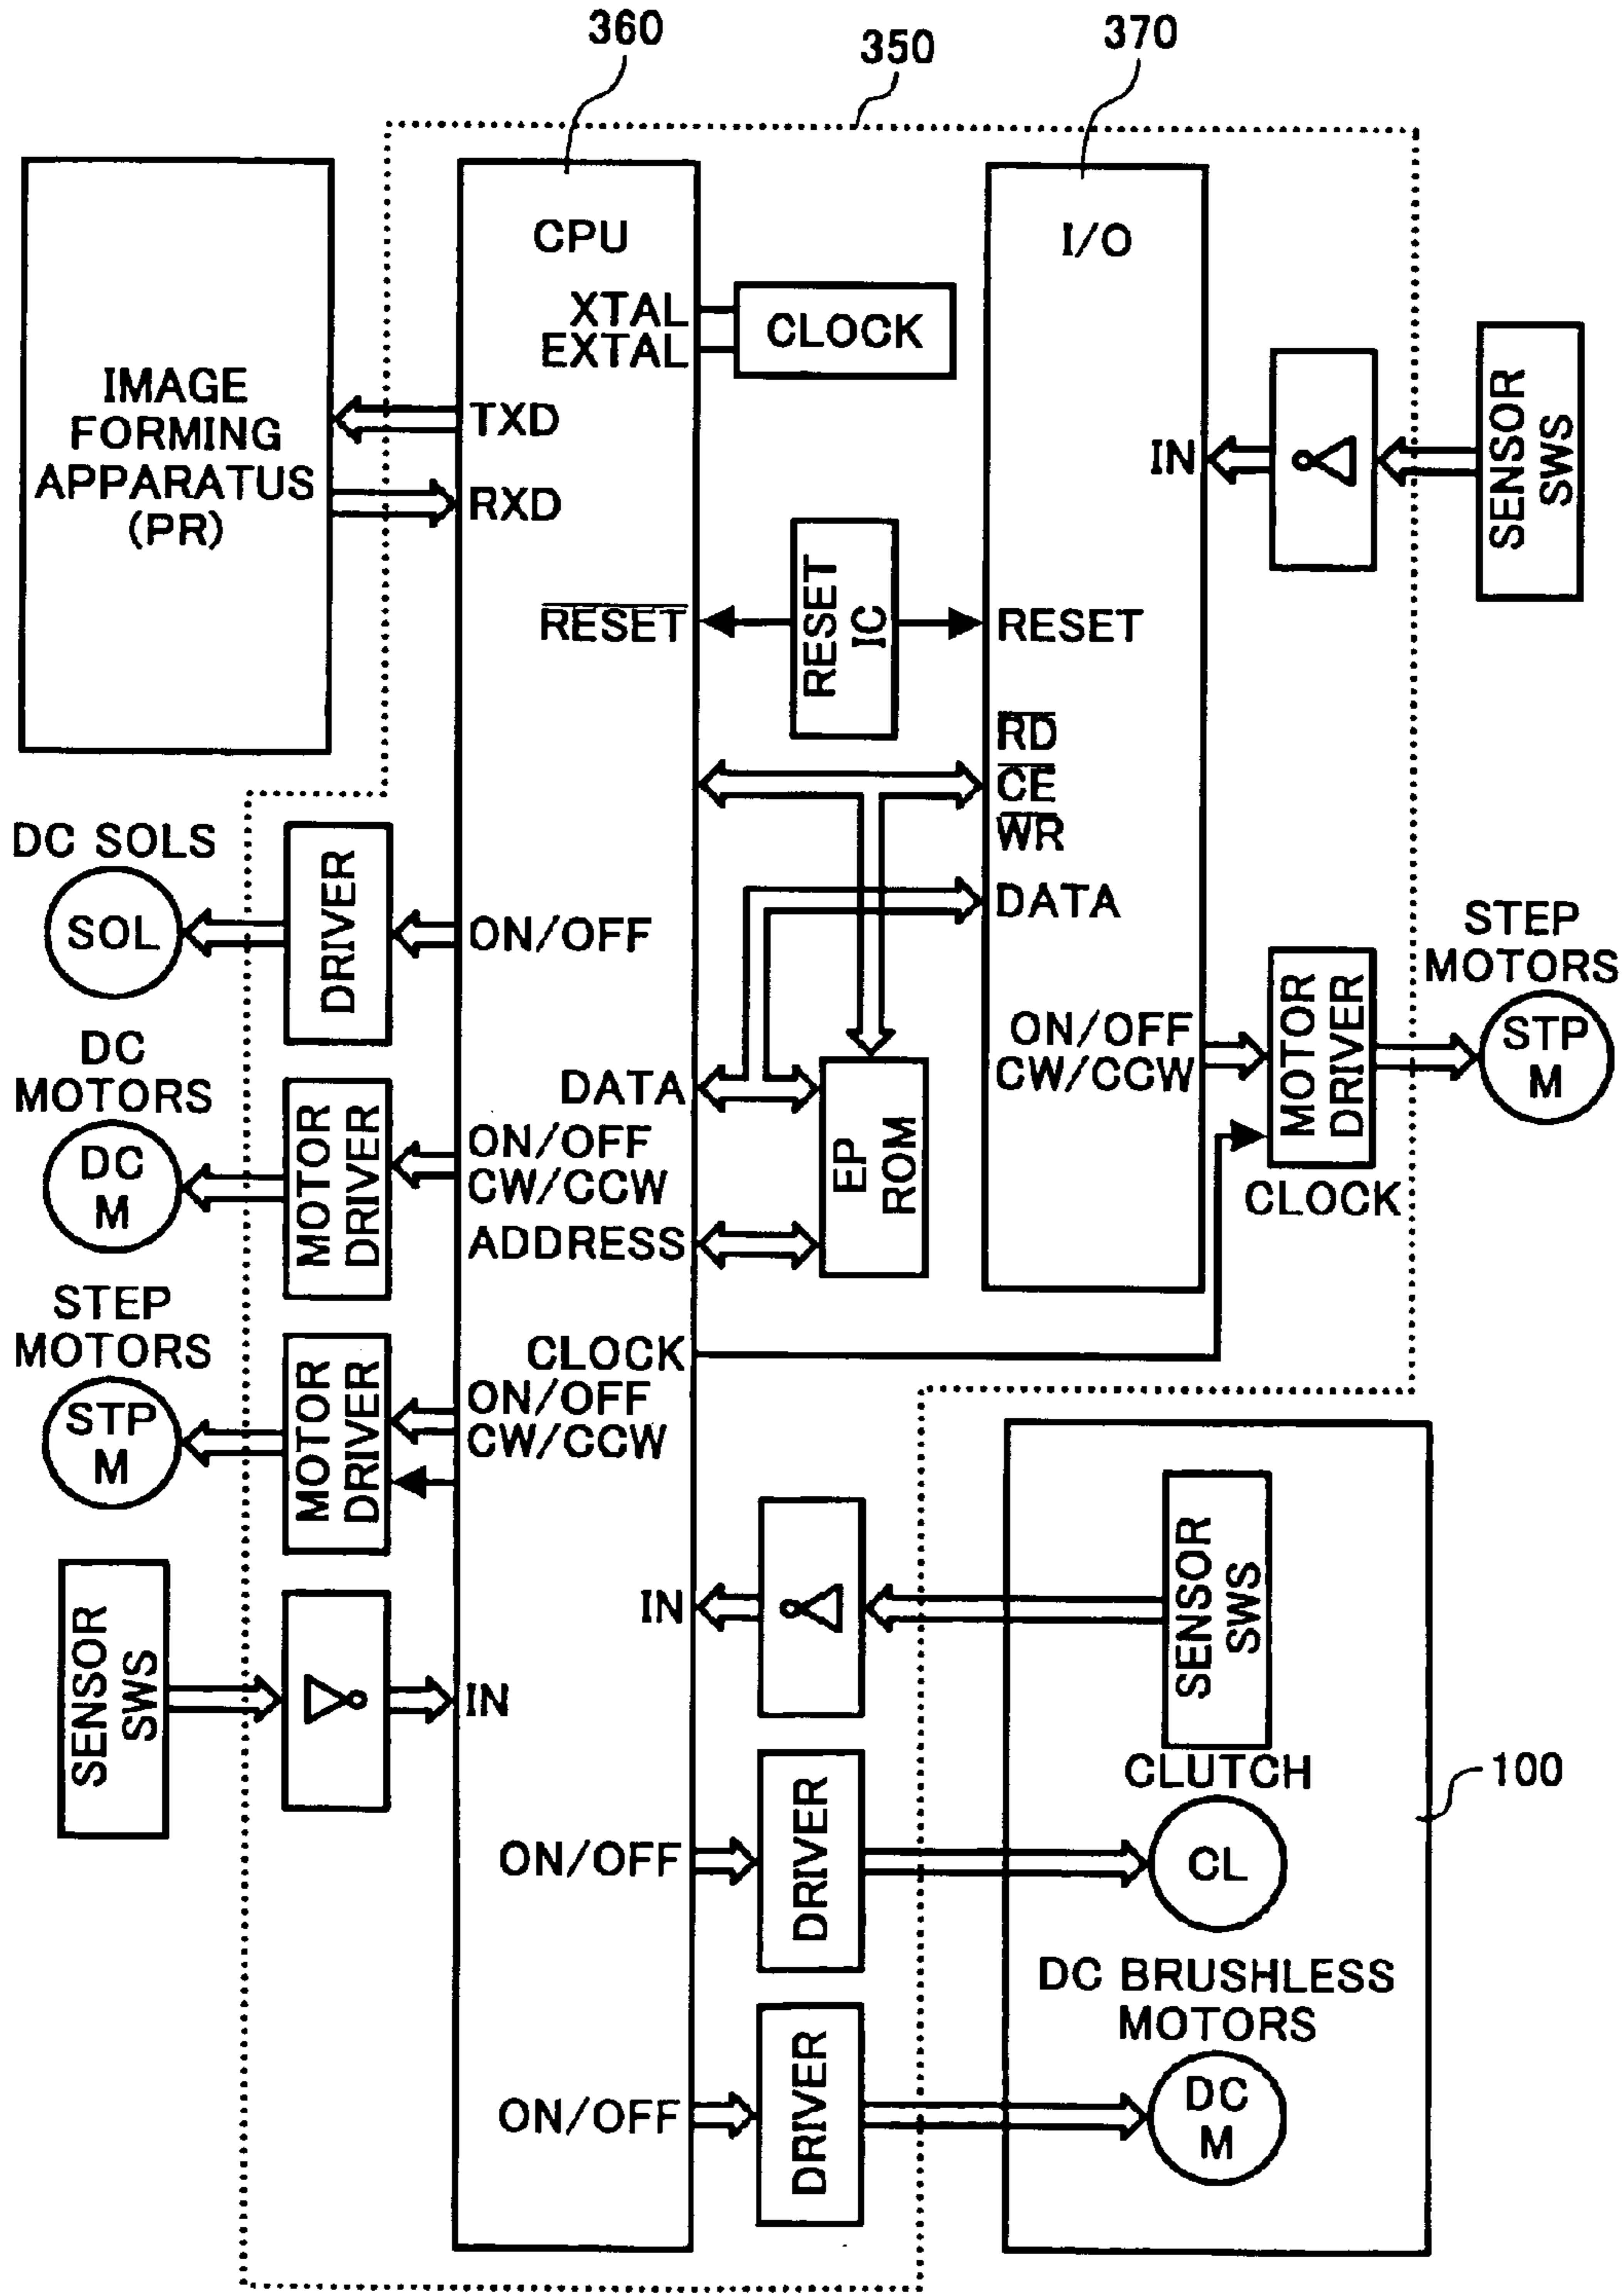 360
350
370
IMAGE
FORMING
APPARATUS
(PR)
CPU
XTAL
EXTAL
CLOCK
TXD
RXD
I/O
IN
SENSOR
SWS
RESET
RESET
IC
RESET
RD
CE
WR
DATA
DC SOLS
SOL
DRIVER
ON/OFF
DC
MOTORS
DC
M
MOTOR
DRIVER
DATA
ON/OFF
CW/CCW
ADDRESS
EP
ROM
ON/OFF
CW/CCW
MOTOR
DRIVER
CLOCK
STEP
MOTORS
STP
M
STEP
MOTORS
STP
M
MOTOR
DRIVER
CLOCK
ON/OFF
CW/CCW
SENSOR
SWS
IN
IN
SENSOR
SWS
ON/OFF
DRIVER
CLUTCH
CL
100
ON/OFF
DRIVER
DC BRUSHLESS
MOTORS
DC
M